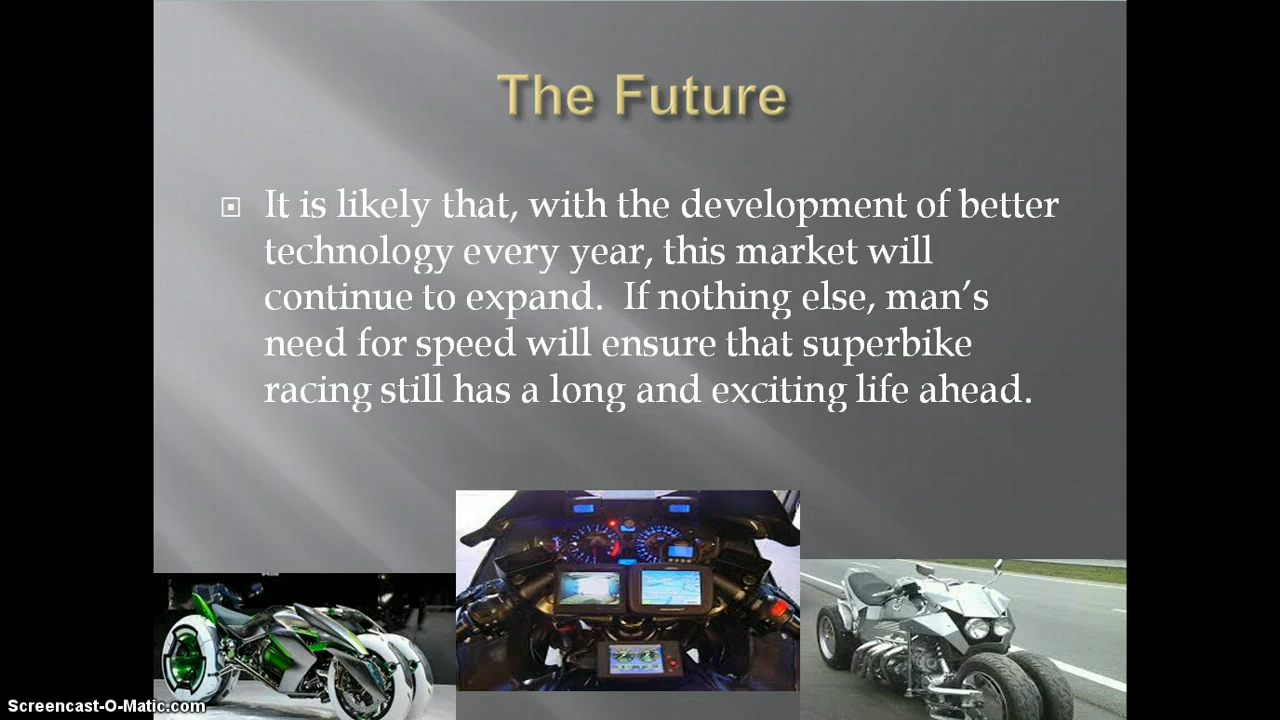 The Future
It is likely that, with the development of better
technology every year, this market will
continue to expand.  If nothing else, man’s
need for speed will ensure that superbike
racing still has a long and exciting life ahead.
Screencast-O-Matic.com